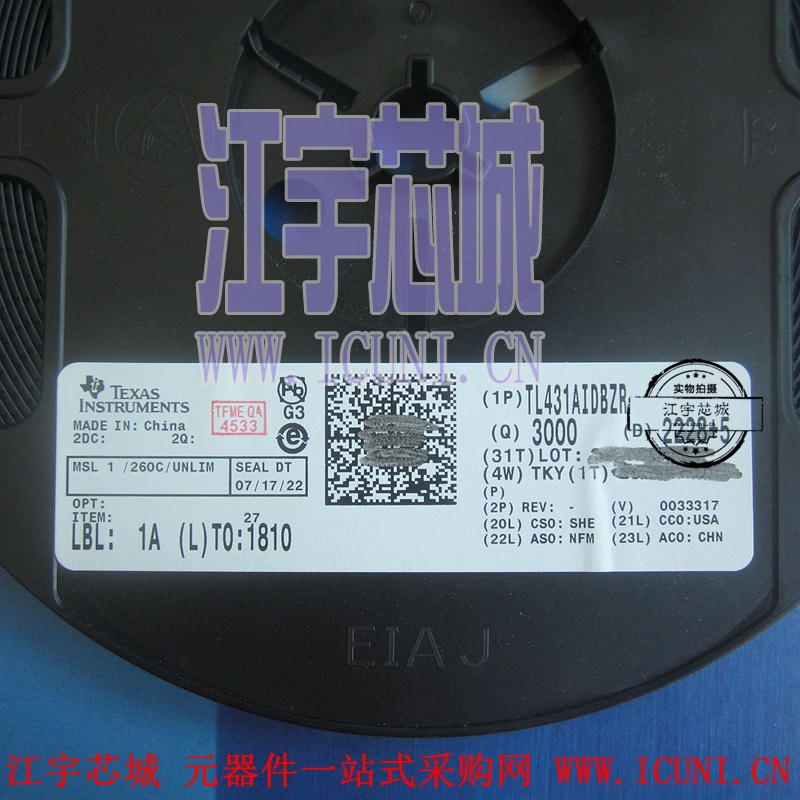 江宇芯城
WWW.ICUNI.CN
TEXAS INSTRUMENTS
MADE IN: China
2DC: 2Q:
TFME QA
4533
Pb
G3
e
MSL 1 /260C/UNLIM
SEAL DT
07/17/22
OPT:
ITEM: 27
LBL: 1A (L)TO:1810
(1P) TL431AIDBZR
(Q) 3000 (D)
实物拍摄
江宇芯城
(31T)LOT:
(4W) TKY(1T)
(P)
(2P) REV: - (V) 0033317
(20L) CSO: SHE (21L) CCO:USA
(22L) ASO: NFM (23L) ACO: CHN
EIAJ
江宇芯城 元器件一站式采购网 WWW.ICUNI.CN